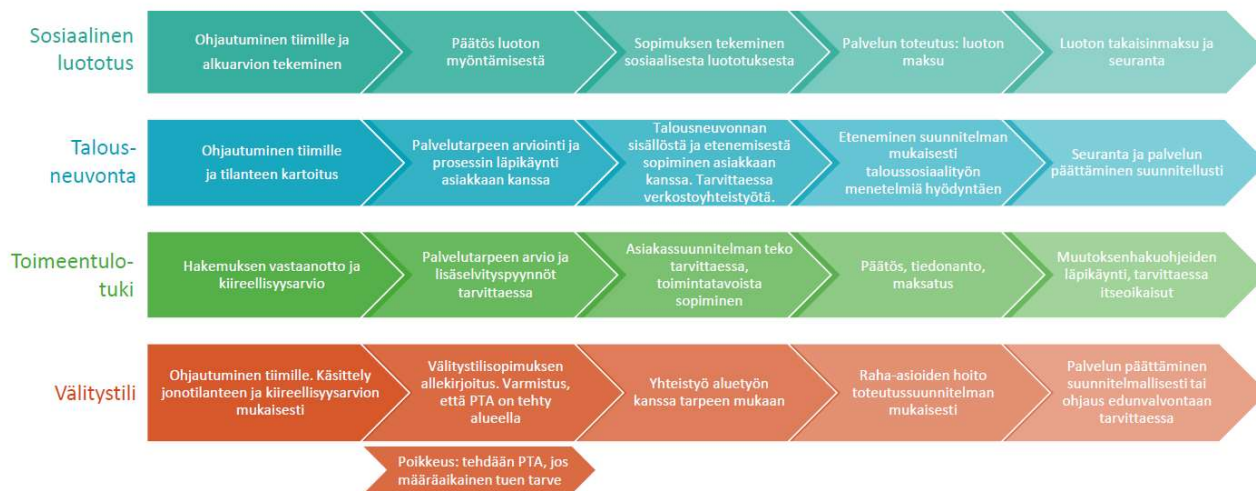 Sosiaalinen
luototus
Ohjautuminen tiimille ja
alkuarvion tekeminen
Päätös luoton
myöntämisestä
Sopimuksen tekeminen
sosiaalisesta luototuksesta
Palvelun toteutus: luoton
maksu
Luoton takaisinmaksu ja
seuranta
Talous-
neuvonta
Ohjautuminen tiimille
ja tilanteen kartoitus
Palvelutarpeen arviointi ja
prosessin läpikäynti
asiakkaan kanssa
Talousneuvonnan
sisällöstä ja etenemisestä
sopiminen asiakkaan
kanssa. Tarvittaessa
verkostoyhteistyötä.
Eteneminen suunnitelman
mukaisesti
taloussosiaalityön
menetelmiä hyödyntäen
Seuranta ja palvelun
päättäminen suunnitellusti
Toimeentulo-
tuki
Hakemuksen vastaanotto ja
kiireellisyysarvio
Palvelutarpeen arvio ja
lisäselvityspyynnöt
tarvittaessa
Asiakassuunnitelman teko
tarvittaessa,
toimintatavoista
sopiminen
Päätös, tiedonanto,
maksatus
Muutoksenhakuohjeiden
läpikäynti, tarvittaessa
itseoikaisut
Välitystili
Ohjautuminen tiimille. Käsittely
jonotilanteen ja kiireellisyysarvion
mukaisesti
Välitystilisopimuksen
allekirjoitus. Varmistus,
että PTA on tehty
alueella
Yhteistyö aluetyön
kanssa tarpeen mukaan
Raha-asioiden hoito
toteutussuunnitelman
mukaisesti
Palvelun päättäminen
suunnitelmallisesti tai
ohjaus edunvalvontaan
tarvittaessa
Poikkeus: tehdään PTA, jos
määräaikainen tuen tarve